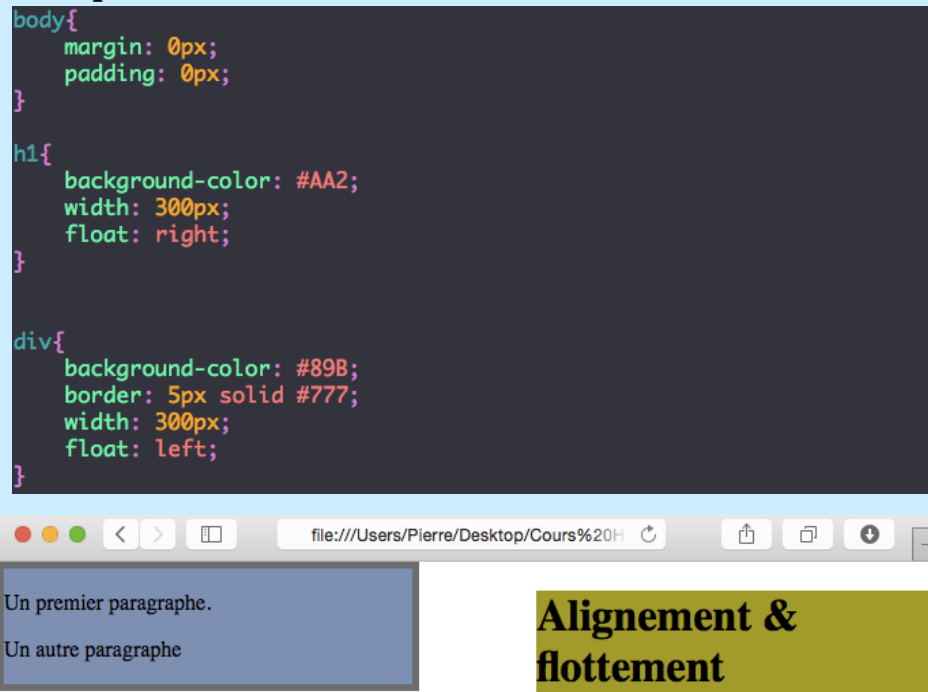 body{
margin: 0px;
padding: 0px;
}
h1{
background-color: #AA2;
width: 300px;
float: right;
}
div{
background-color: #89B;
border: 5px solid #777;
width: 300px;
float: left;
}
file:///Users/Pierre/Desktop/Cours%20H
Un premier paragraphe.
Un autre paragraphe
Alignement &
flottement